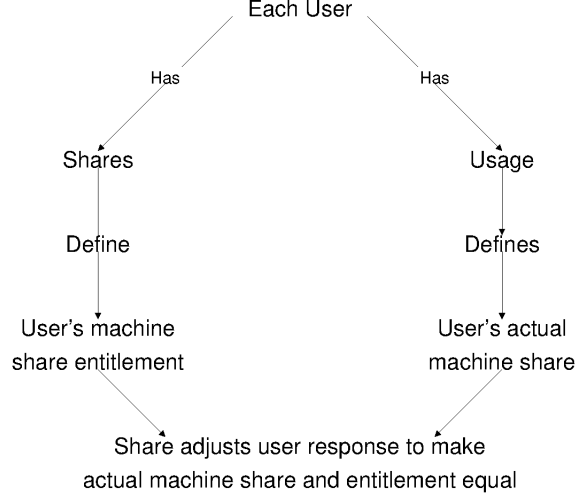 Each User
Has
Has
Shares
Usage
Define
Defines
User's machine
share entitlement
User's actual
machine share
Share adjusts user response to make
actual machine share and entitlement equal